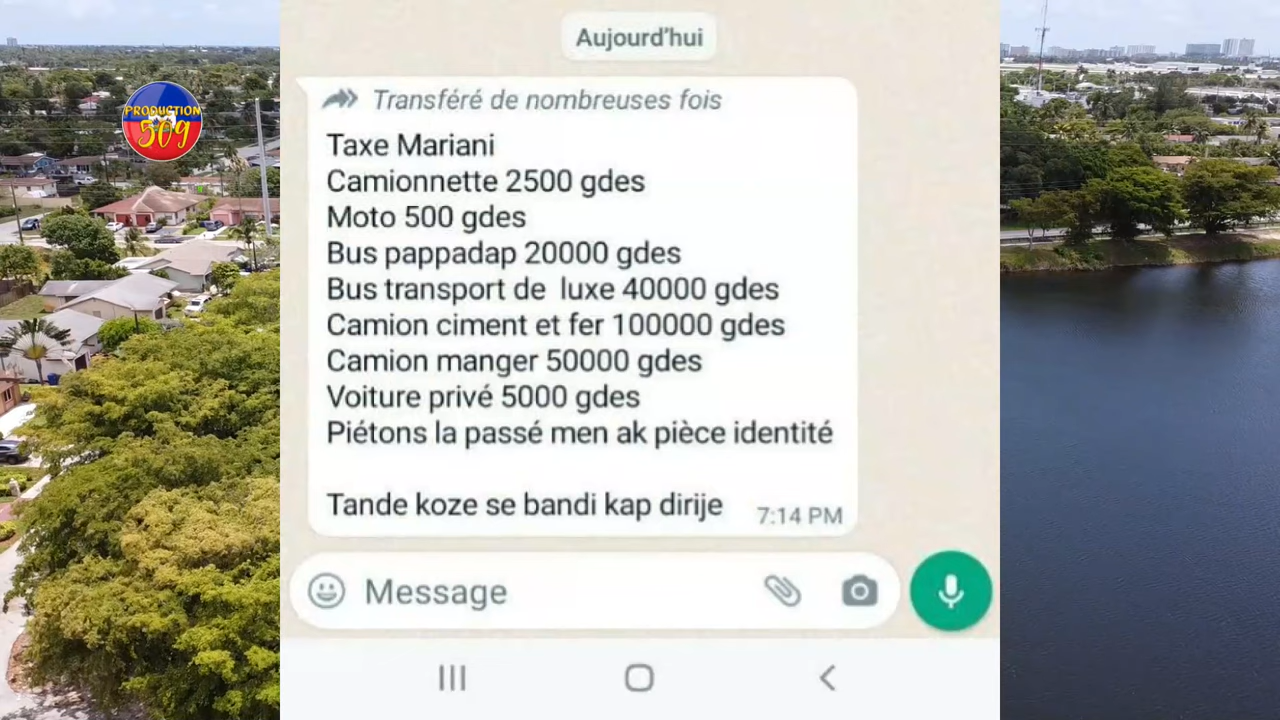 Aujourd'hui
PRODUCTION
509
Transféré de nombreuses fois
Taxe Mariani
Camionnette 2500 gdes
Moto 500 gdes
Bus pappadap 20000 gdes
Bus transport de luxe 40000 gdes
Camion ciment et fer 100000 gdes
Camion manger 50000 gdes
Voiture privé 5000 gdes
Piétons la passé men ak pièce identité
Tande koze se bandi kap dirije
7:14 PM
Message